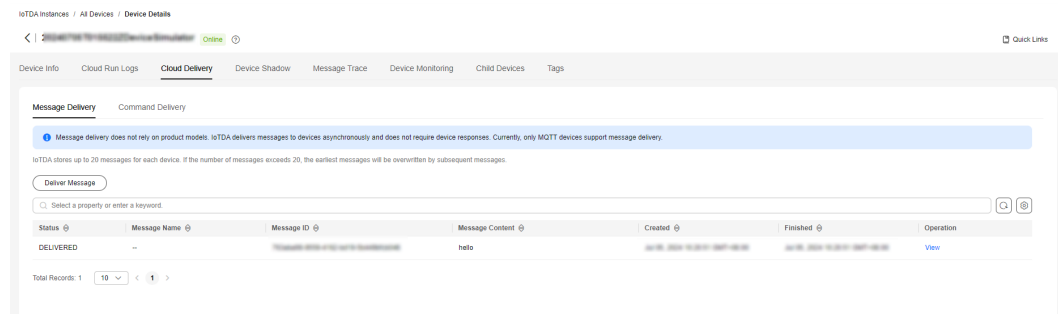 IoTDA Instances / All Devices / Device Details
Online
Quick Links
Device Info Cloud Run Logs Cloud Delivery Device Shadow Message Trace Device Monitoring Child Devices Tags
Message Delivery Command Delivery
Message delivery does not rely on product models. IoTDA delivers messages to devices asynchronously and does not require device responses. Currently, only MQTT devices support message delivery.
IoTDA stores up to 20 messages for each device. If the number of messages exceeds 20, the earliest messages will be overwritten by subsequent messages.
Deliver Message
Select a property or enter a keyword.
Status Message Name Message ID Message Content Created Finished Operation
DELIVERED -- hello View
Total Records: 1 10 < 1 >